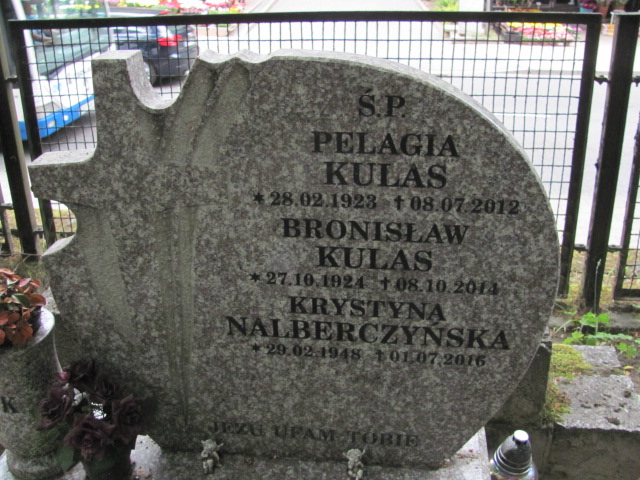 Ś.P.
PELAGIA
KULAS
* 28.02.1923 † 08.07.2012
BRONISŁAW
KULAS
* 27.10.1924 † 08.10.2014
KRYSTYNA
NALBERCZYŃSKA
* 29.02.1948 † 01.07.2016
JEZU UFAM TOBIE
K